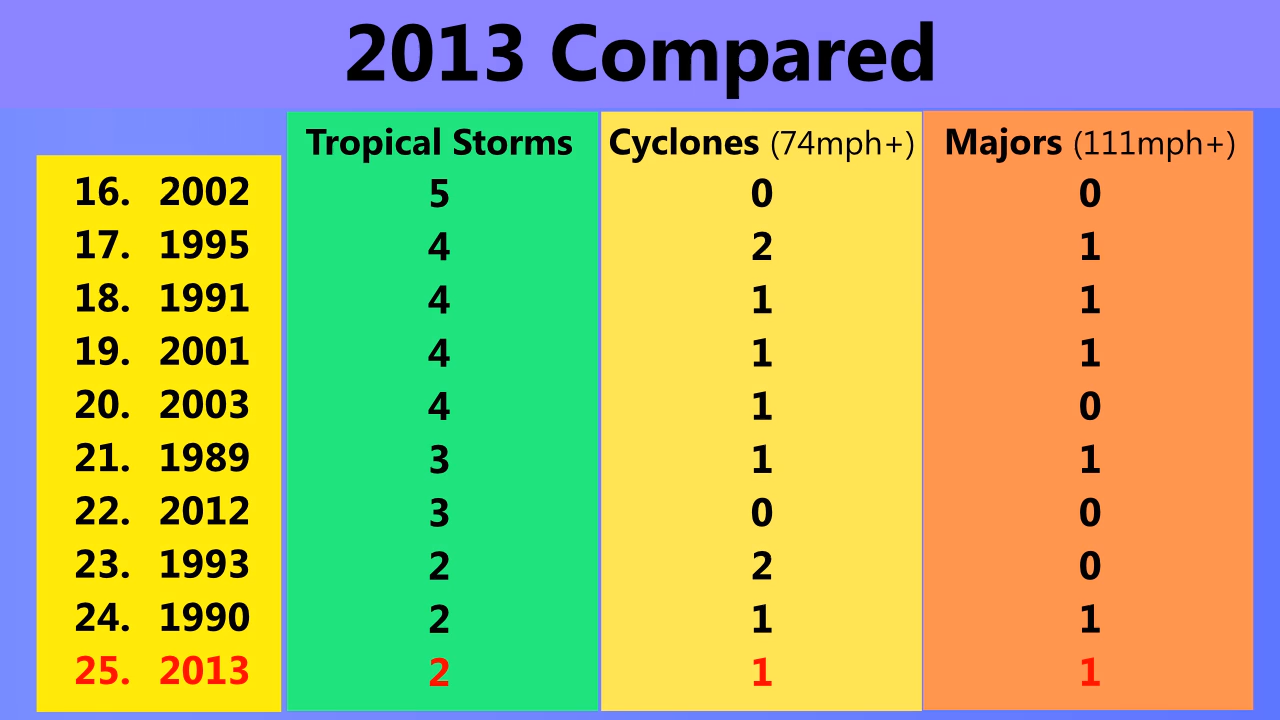 2013 Compared
Tropical Storms Cyclones (74mph+) Majors (111mph+)
16. 2002 5 0 0
17. 1995 4 2 1
18. 1991 4 1 1
19. 2001 4 1 1
20. 2003 4 1 0
21. 1989 3 1 1
22. 2012 3 0 0
23. 1993 2 2 0
24. 1990 2 1 1
25. 2013 2 1 1